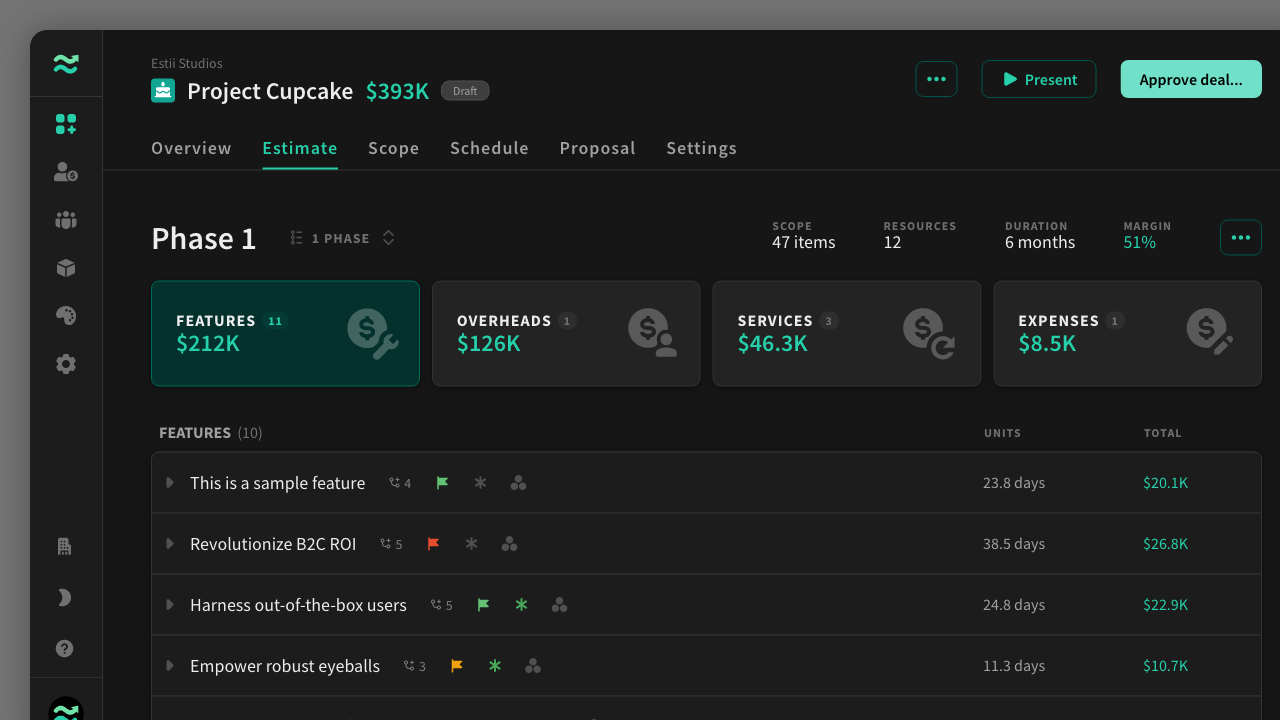 Estii Studios
Project Cupcake $393K Draft
Present
Approve deal...
Overview Estimate Scope Schedule Proposal Settings
Phase 1 1 PHASE
SCOPE RESOURCES DURATION MARGIN
47 items 12 6 months 51%
FEATURES 11 OVERHEADS 1 SERVICES 3 EXPENSES 1
$212K $126K $46.3K $8.5K
FEATURES (10) UNITS TOTAL
This is a sample feature 4 23.8 days $20.1K
Revolutionize B2C ROI 5 38.5 days $26.8K
Harness out-of-the-box users 5 24.8 days $22.9K
Empower robust eyeballs 3 11.3 days $10.7K